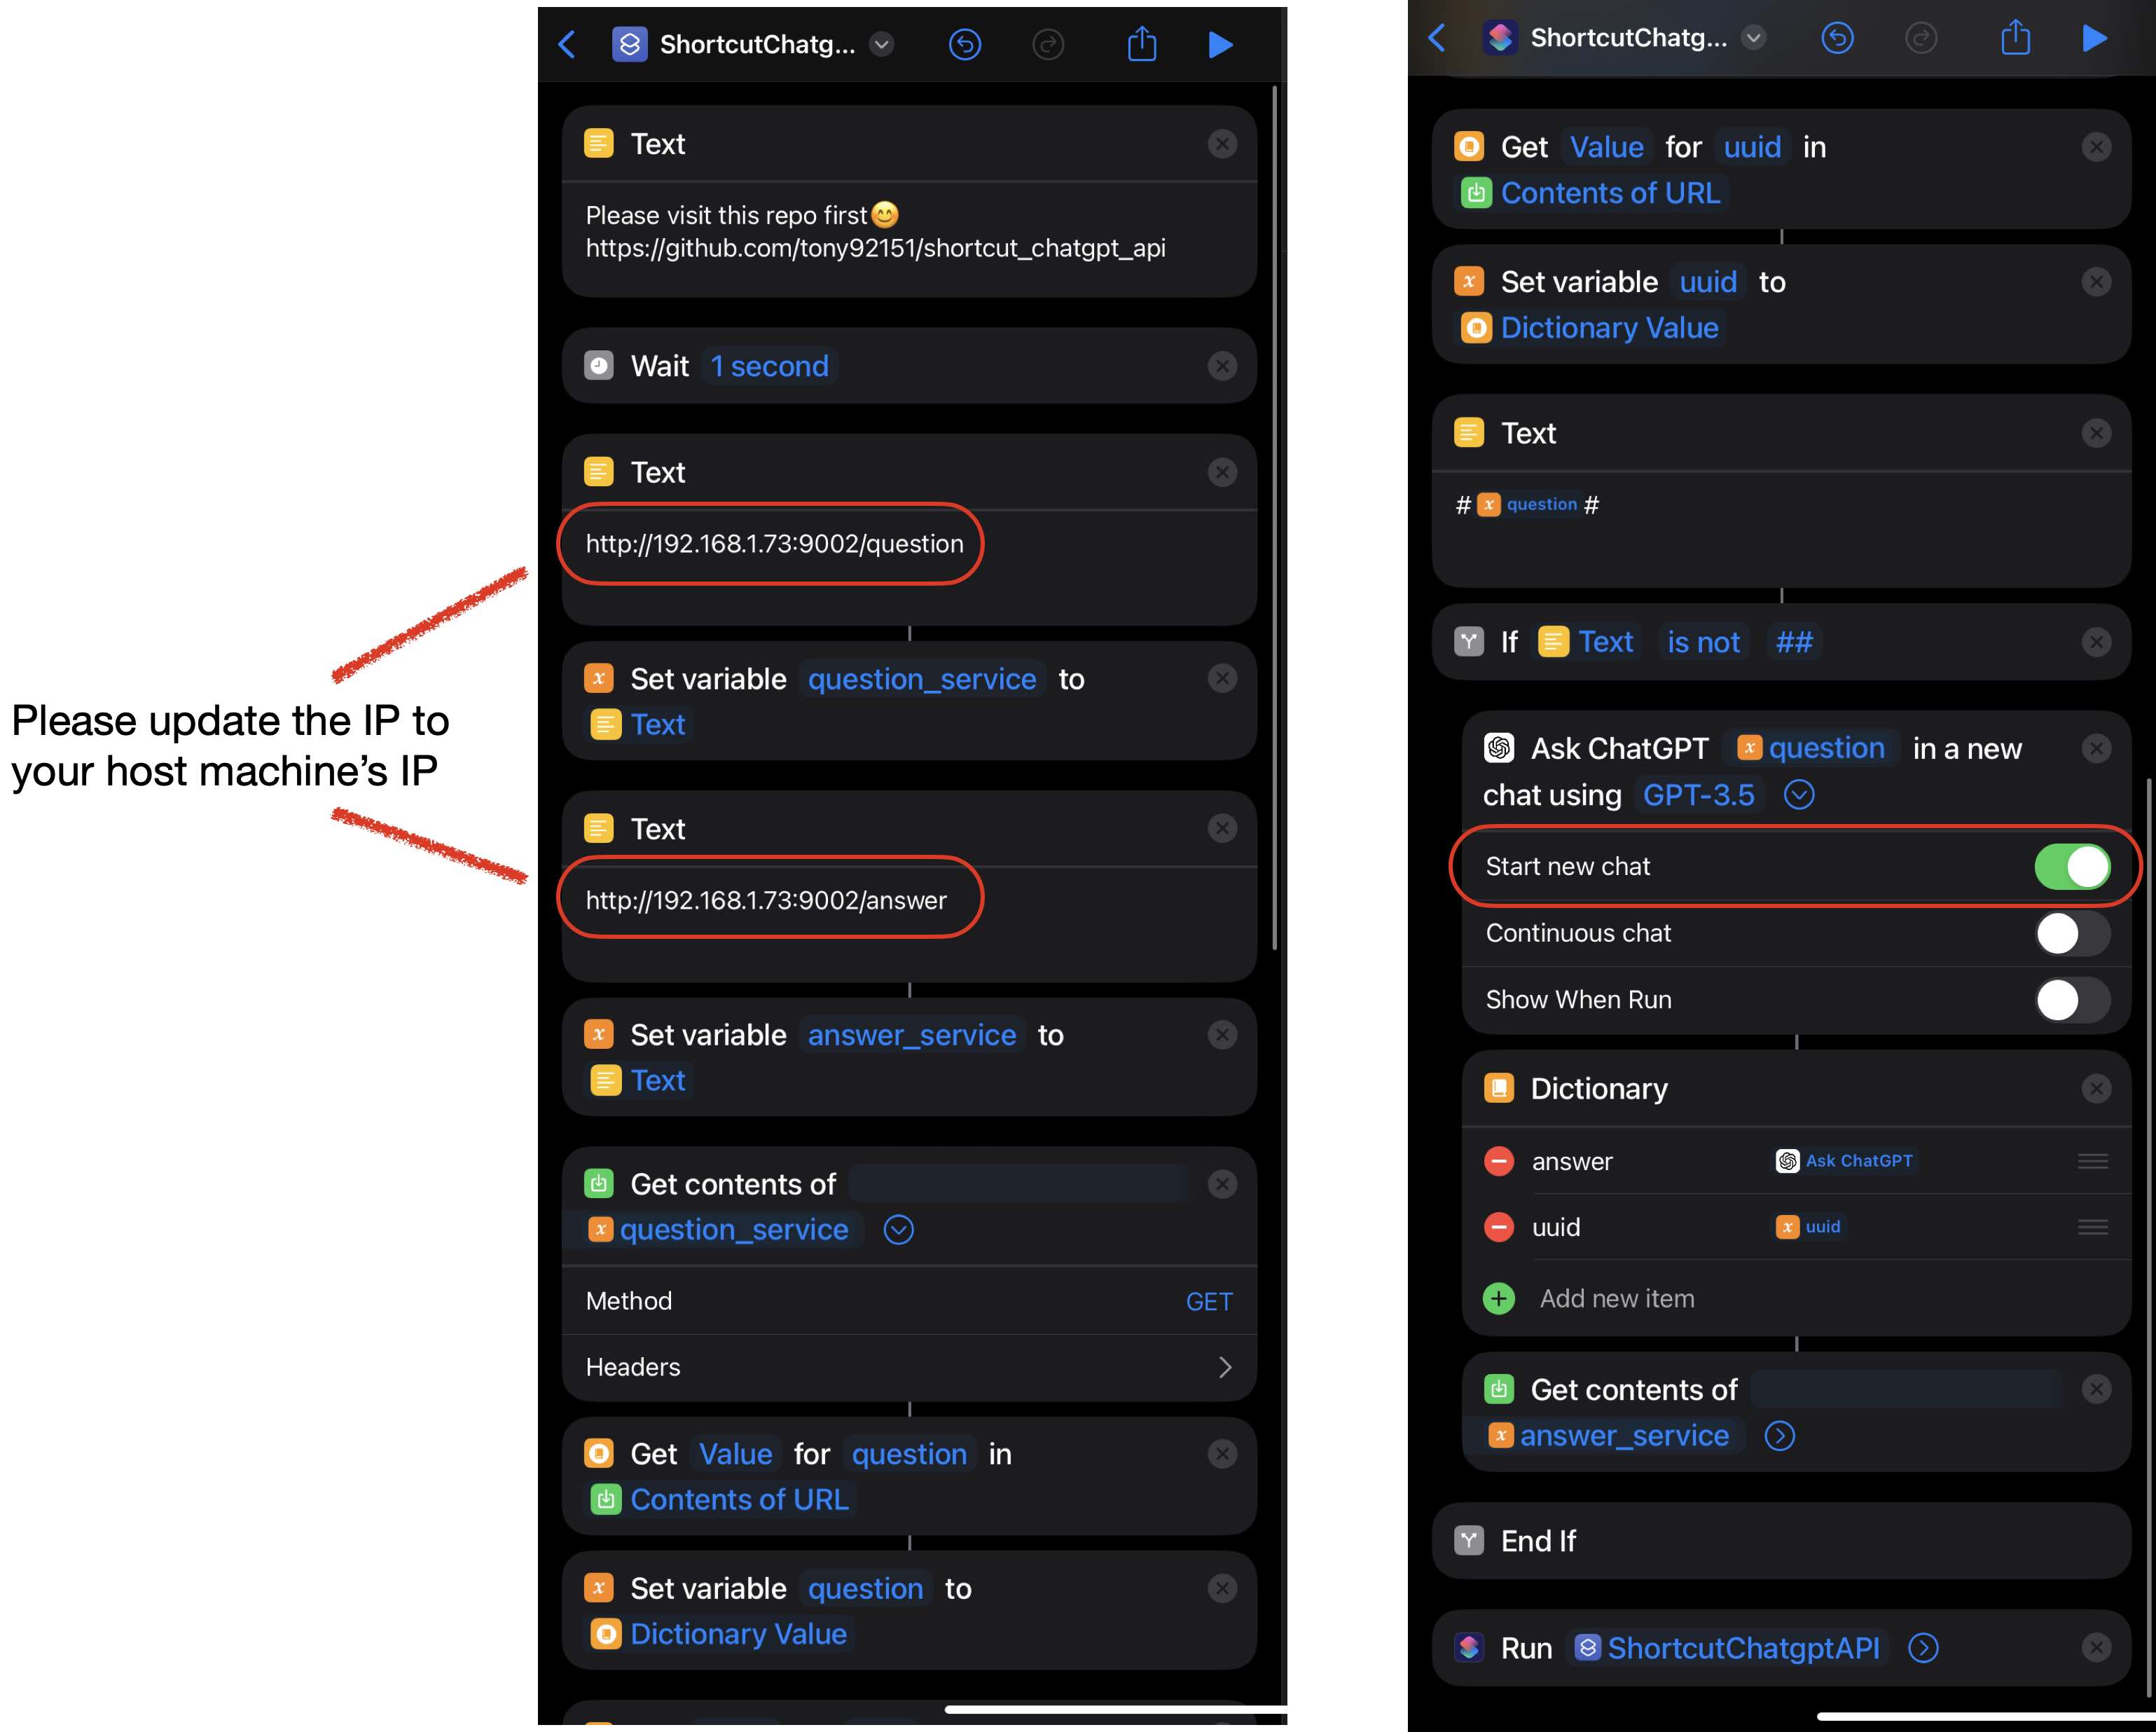 Please update the IP to
your host machine's IP
ShortcutChatg...
Text
Please visit this repo first😊
https://github.com/tony92151/shortcut_chatgpt_api
Wait 1 second
Text
http://192.168.1.73:9002/question
Set variable question_service to
Text
Text
http://192.168.1.73:9002/answer
Set variable answer_service to
Text
Get contents of
question_service
Method GET
Headers
Get Value for question in
Contents of URL
Set variable question to
Dictionary Value
ShortcutChatg...
Get Value for uuid in
Contents of URL
Set variable uuid to
Dictionary Value
Text
# question #
If Text is not ##
Ask ChatGPT question in a new
chat using GPT-3.5
Start new chat
Continuous chat
Show When Run
Dictionary
answer Ask ChatGPT
uuid uuid
Add new item
Get contents of
answer_service
End If
Run ShortcutChatgptAPI